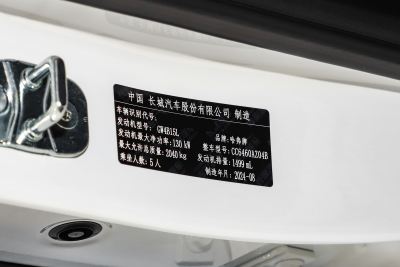 中国 长城汽车股份有限公司 制造
车辆识别代号:
发动机型号: GW4B15L 品牌: 哈弗牌
发动机最大净功率: 130 kW 整车型号: CC6460AZ04B
最大允许总质量: 2040 kg 发动机排量: 1499 mL
乘坐人数: 5 人 制造年月: 2024-08